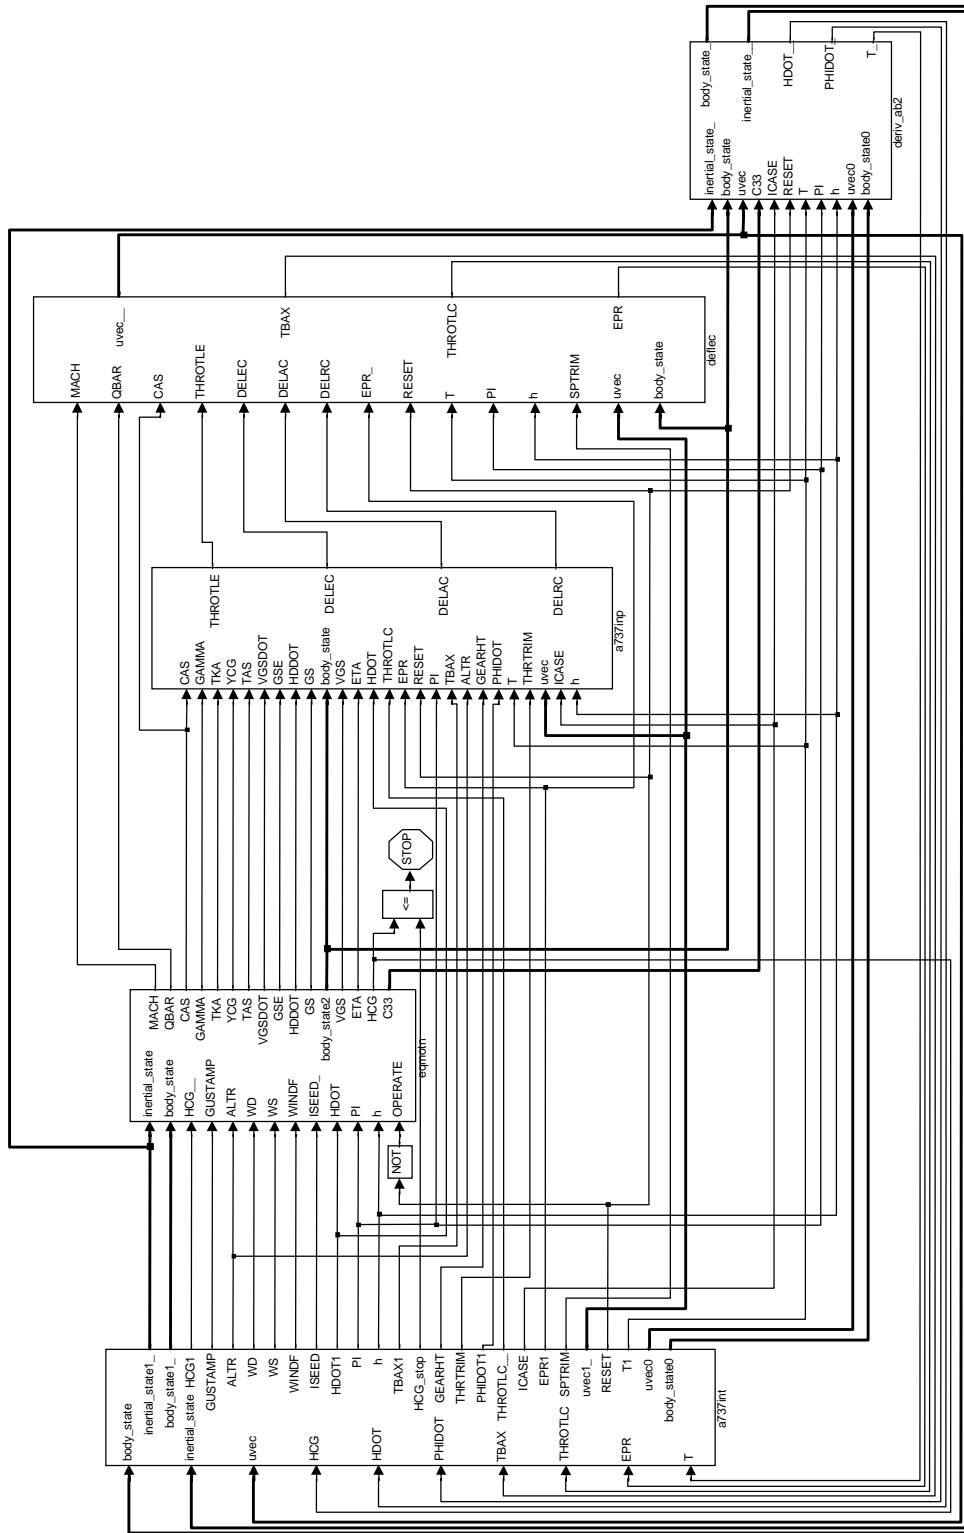 body_state
inertial_state
uvec
HCG
HDOT
PHIDOT
TBAX
THROTLC
EPR
T
inertial_state1_
body_state1_
HCG1
GUSTAMP
ALTR
WD
WS
WINDF
ISEED
HDOT1
PI
h
TBAX1
HCG_stop
GEARHT
THRTRIM
PHIDOT1
THROTLC__
ICASE
EPR1
SPTRIM
uvec1_
RESET
T1
uvec0
body_state0
a737int
inertial_state
body_state
HCG__
GUSTAMP
ALTR
WD
WS
WINDF
ISEED_
HDOT
PI
h
OPERATE
MACH
QBAR
CAS
GAMMA
TKA
YCG
TAS
VGSDOT
GSE
HDDOT
GS
body_state2
VGS
ETA
HCG
C33
eqmotn
NOT
<=
STOP
CAS
GAMMA
TKA
YCG
TAS
VGSDOT
GSE
HDDOT
GS
body_state
VGS
ETA
HDOT
THROTLC
EPR
RESET
PI
TBAX
ALTR
GEARHT
PHIDOT
T
THRTRIM
uvec
ICASE
h
THROTLE
DELEC
DELAC
DELRC
a737inp
MACH
QBAR
CAS
THROTLE
DELEC
DELAC
DELRC
EPR_
RESET
T
PI
h
SPTRIM
uvec
body_state
uvec__
TBAX
THROTLC
EPR
deflec
inertial_state_
body_state
uvec
C33
ICASE
RESET
T
PI
h
uvec0
body_state0
body_state_
inertial_state__
HDOT__
PHIDOT_
T_
deriv_ab2